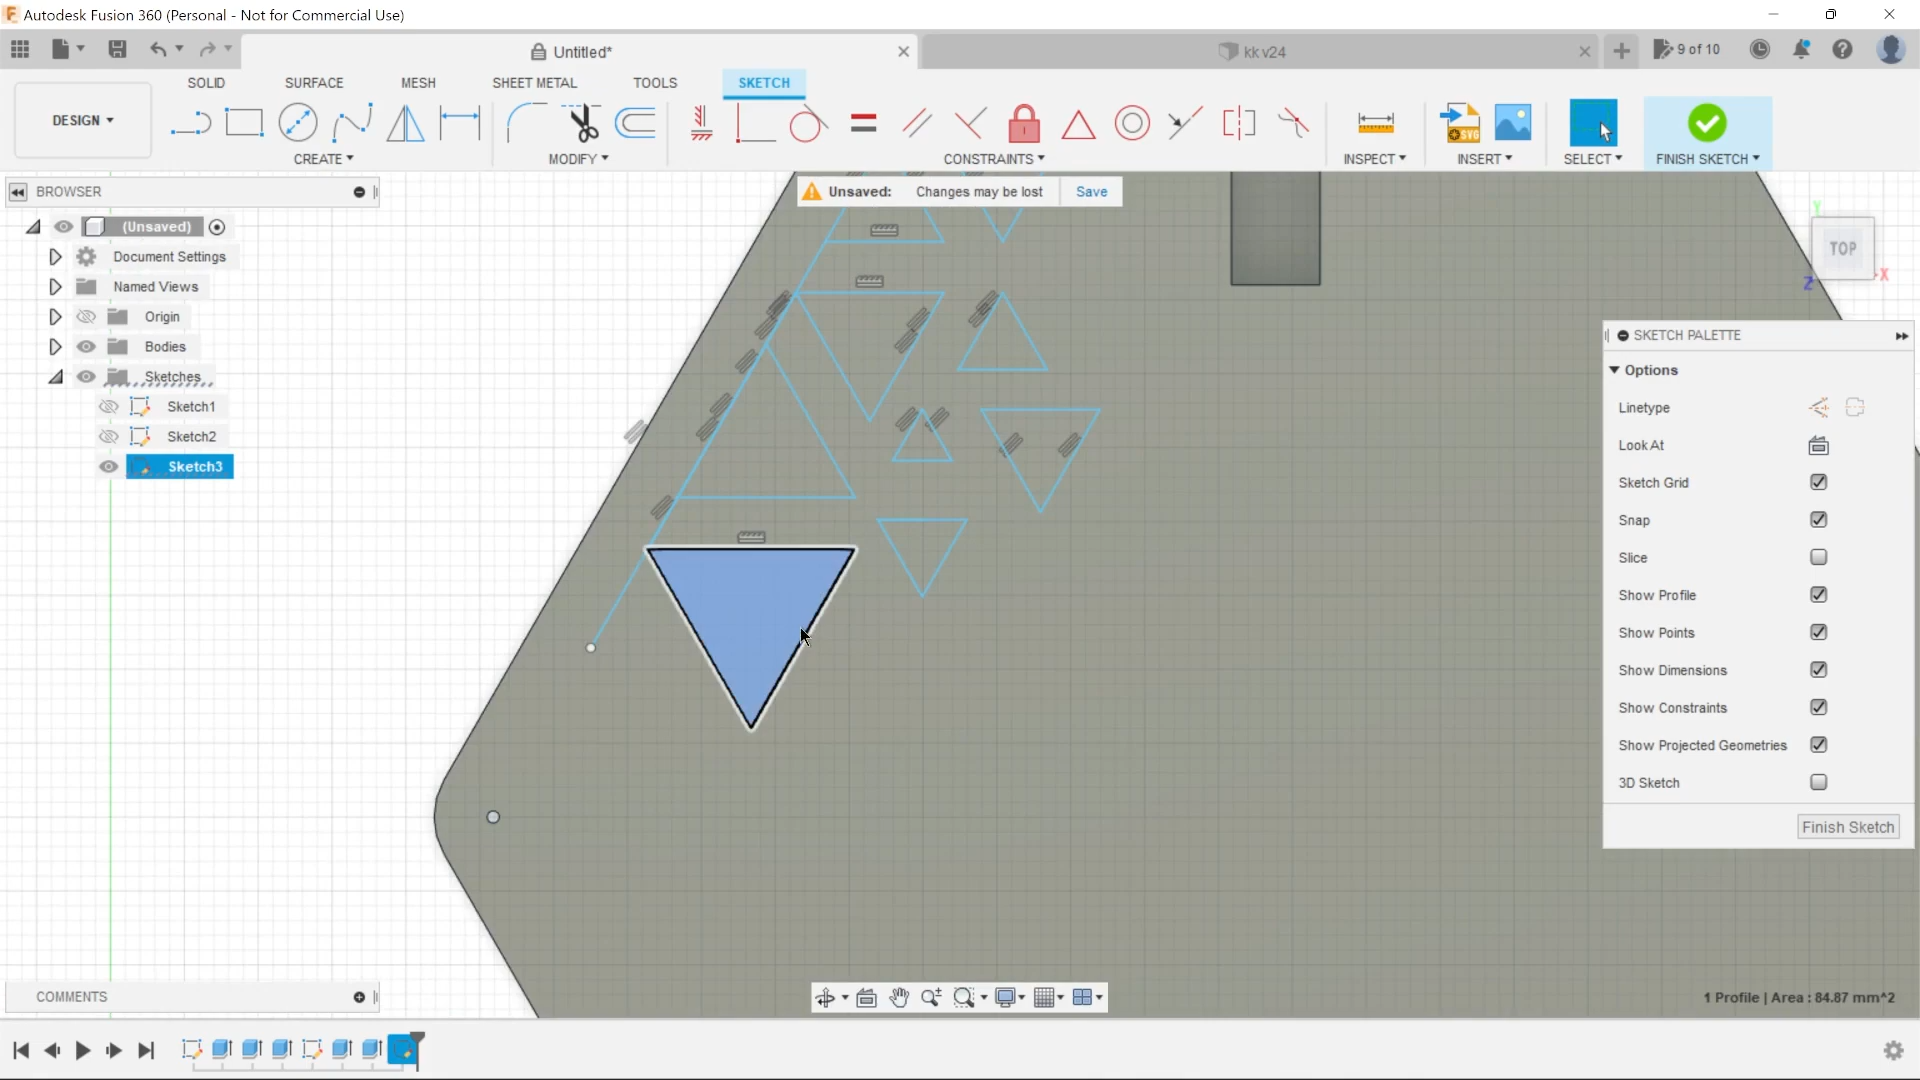 Autodesk Fusion 360 (Personal - Not for Commercial Use)
Untitled*
kk v24
9 of 10
SOLID
SURFACE
MESH
SHEET METAL
TOOLS
SKETCH
DESIGN
CREATE
MODIFY
CONSTRAINTS
INSPECT
INSERT
SVG
SELECT
FINISH SKETCH
BROWSER
Unsaved: Changes may be lost Save
(Unsaved)
Document Settings
Named Views
Origin
Bodies
Sketches
Sketch1
Sketch2
Sketch3
Y
TOP
X
Z
SKETCH PALETTE
Options
Linetype
Look At
Sketch Grid
Snap
Slice
Show Profile
Show Points
Show Dimensions
Show Constraints
Show Projected Geometries
3D Sketch
Finish Sketch
COMMENTS
1 Profile | Area : 84.87 mm^2